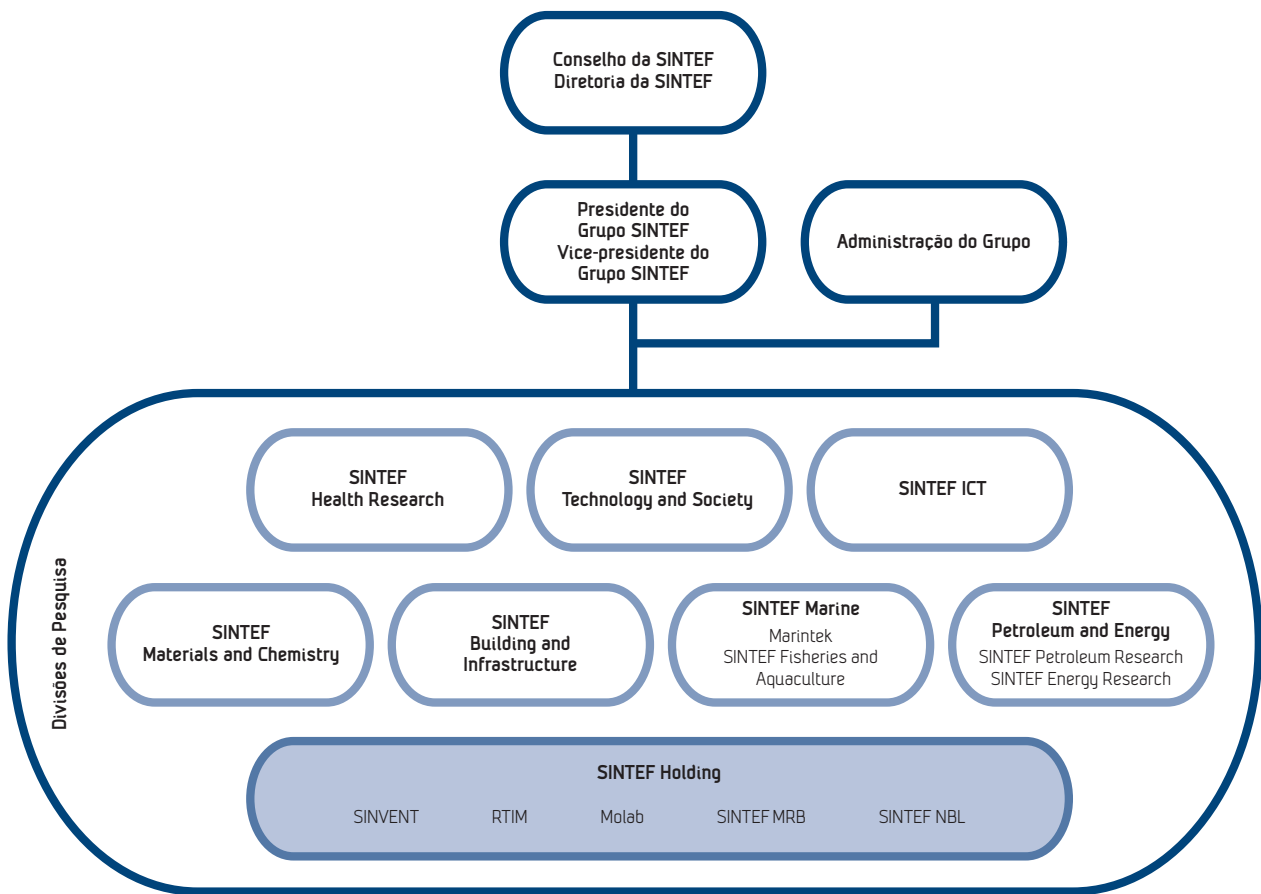 Conselho da SINTEF
Diretoria da SINTEF
Presidente do
Grupo SINTEF
Vice-presidente do
Grupo SINTEF
Administração do Grupo
Divisões de Pesquisa
SINTEF
Health Research
SINTEF
Technology and Society
SINTEF ICT
SINTEF
Materials and Chemistry
SINTEF
Building and
Infrastructure
SINTEF Marine
Marintek
SINTEF Fisheries and
Aquaculture
SINTEF
Petroleum and Energy
SINTEF Petroleum Research
SINTEF Energy Research
SINTEF Holding
SINVENT RTIM Molab SINTEF MRB SINTEF NBL